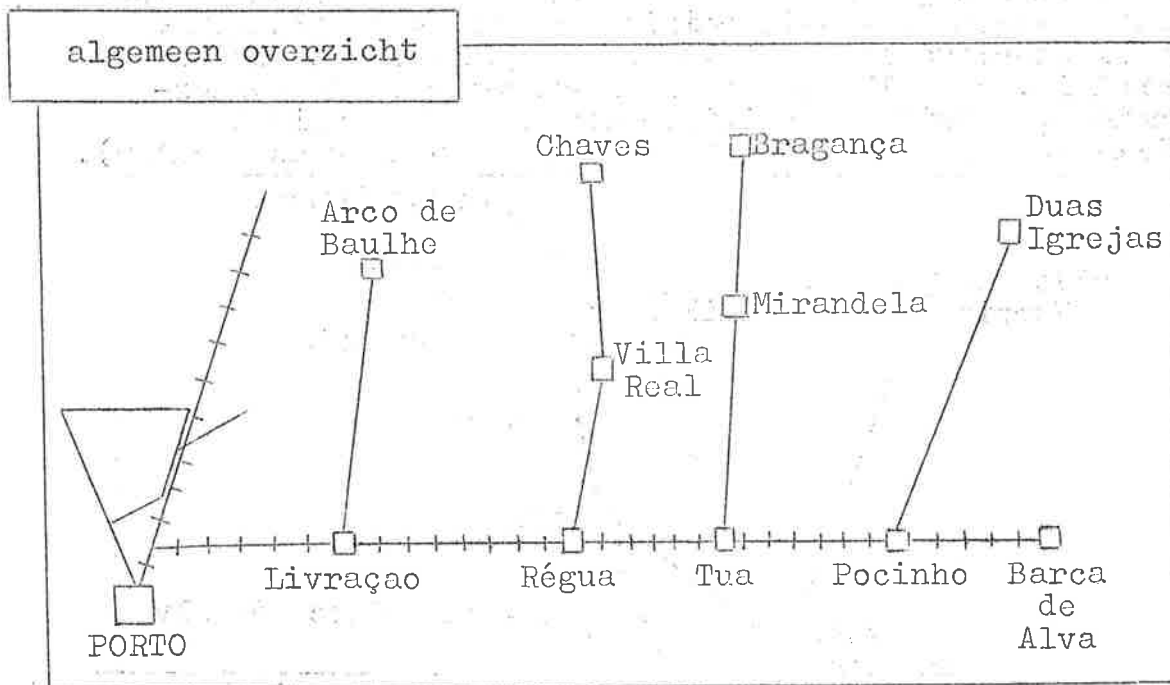 algemeen overzicht
Chaves
Bragança
Arco de
Baulhe
Duas
Igrejas
Mirandela
Villa
Real
Livraçao
Régua
Tua
Pocinho
Barca
de
Alva
PORTO